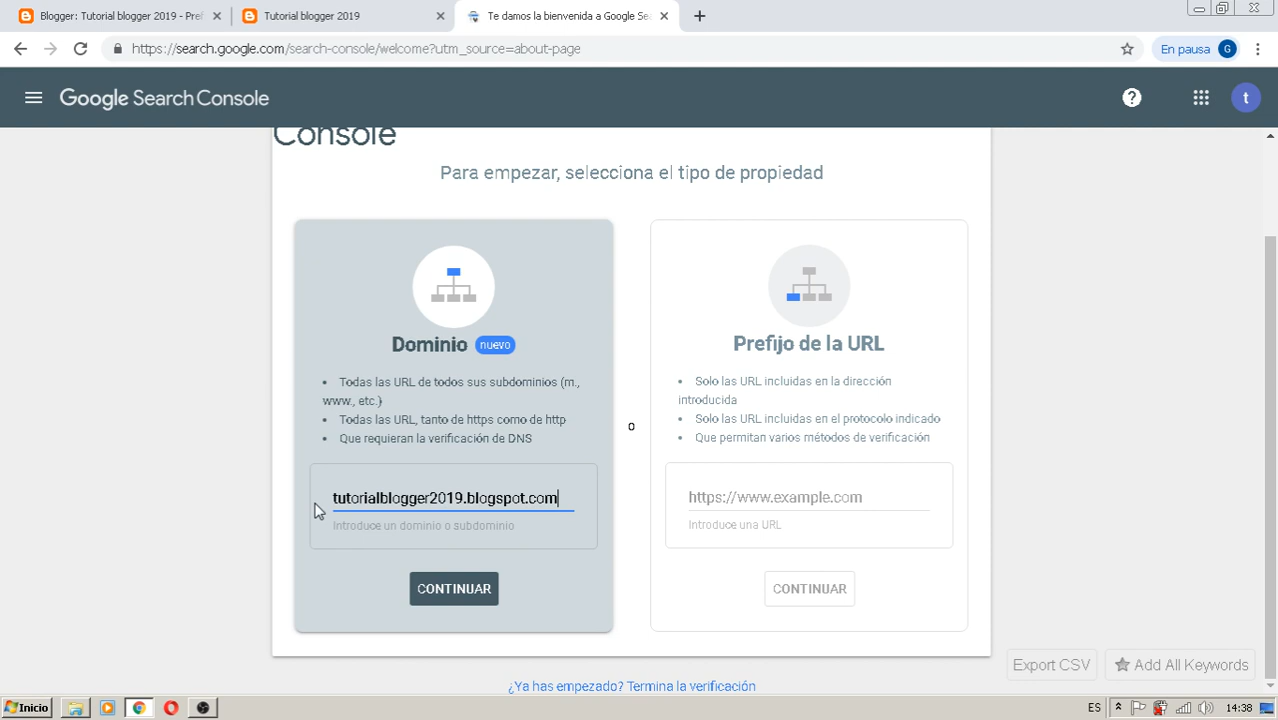 Blogger: Tutorial blogger 2019 - Pref
Tutorial blogger 2019
Te damos la bienvenida a Google Sea
https://search.google.com/search-console/welcome?utm_source=about-page
En pausa
G
Google Search Console
t
Console
Para empezar, selecciona el tipo de propiedad
Dominio nuevo
• Todas las URL de todos sus subdominios (m.,
www., etc.)
• Todas las URL, tanto de https como de http
• Que requieran la verificación de DNS
tutorialblogger2019.blogspot.com
Introduce un dominio o subdominio
CONTINUAR
o
Prefijo de la URL
• Solo las URL incluidas en la dirección
introducida
• Solo las URL incluidas en el protocolo indicado
• Que permitan varios métodos de verificación
https://www.example.com
Introduce una URL
CONTINUAR
Export CSV
Add All Keywords
¿Ya has empezado? Termina la verificación
Inicio
ES
14:38